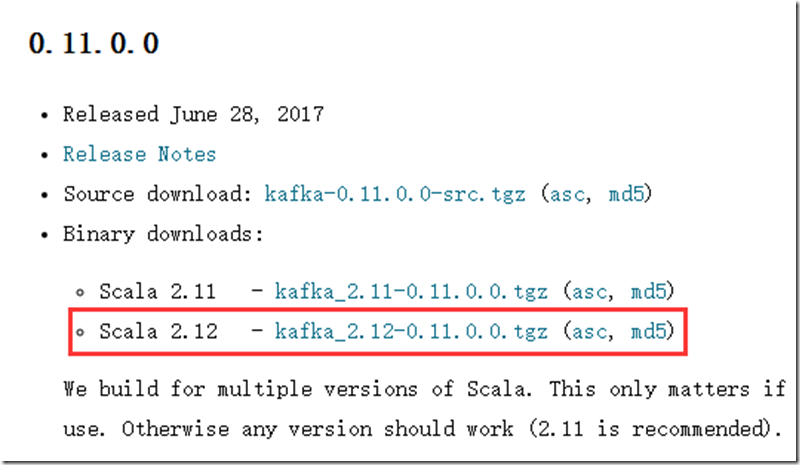 0.11.0.0
• Released June 28, 2017
• Release Notes
• Source download: kafka-0.11.0.0-src.tgz (asc, md5)
• Binary downloads:
◦ Scala 2.11 - kafka_2.11-0.11.0.0.tgz (asc, md5)
◦ Scala 2.12 - kafka_2.12-0.11.0.0.tgz (asc, md5)
We build for multiple versions of Scala. This only matters if
use. Otherwise any version should work (2.11 is recommended).